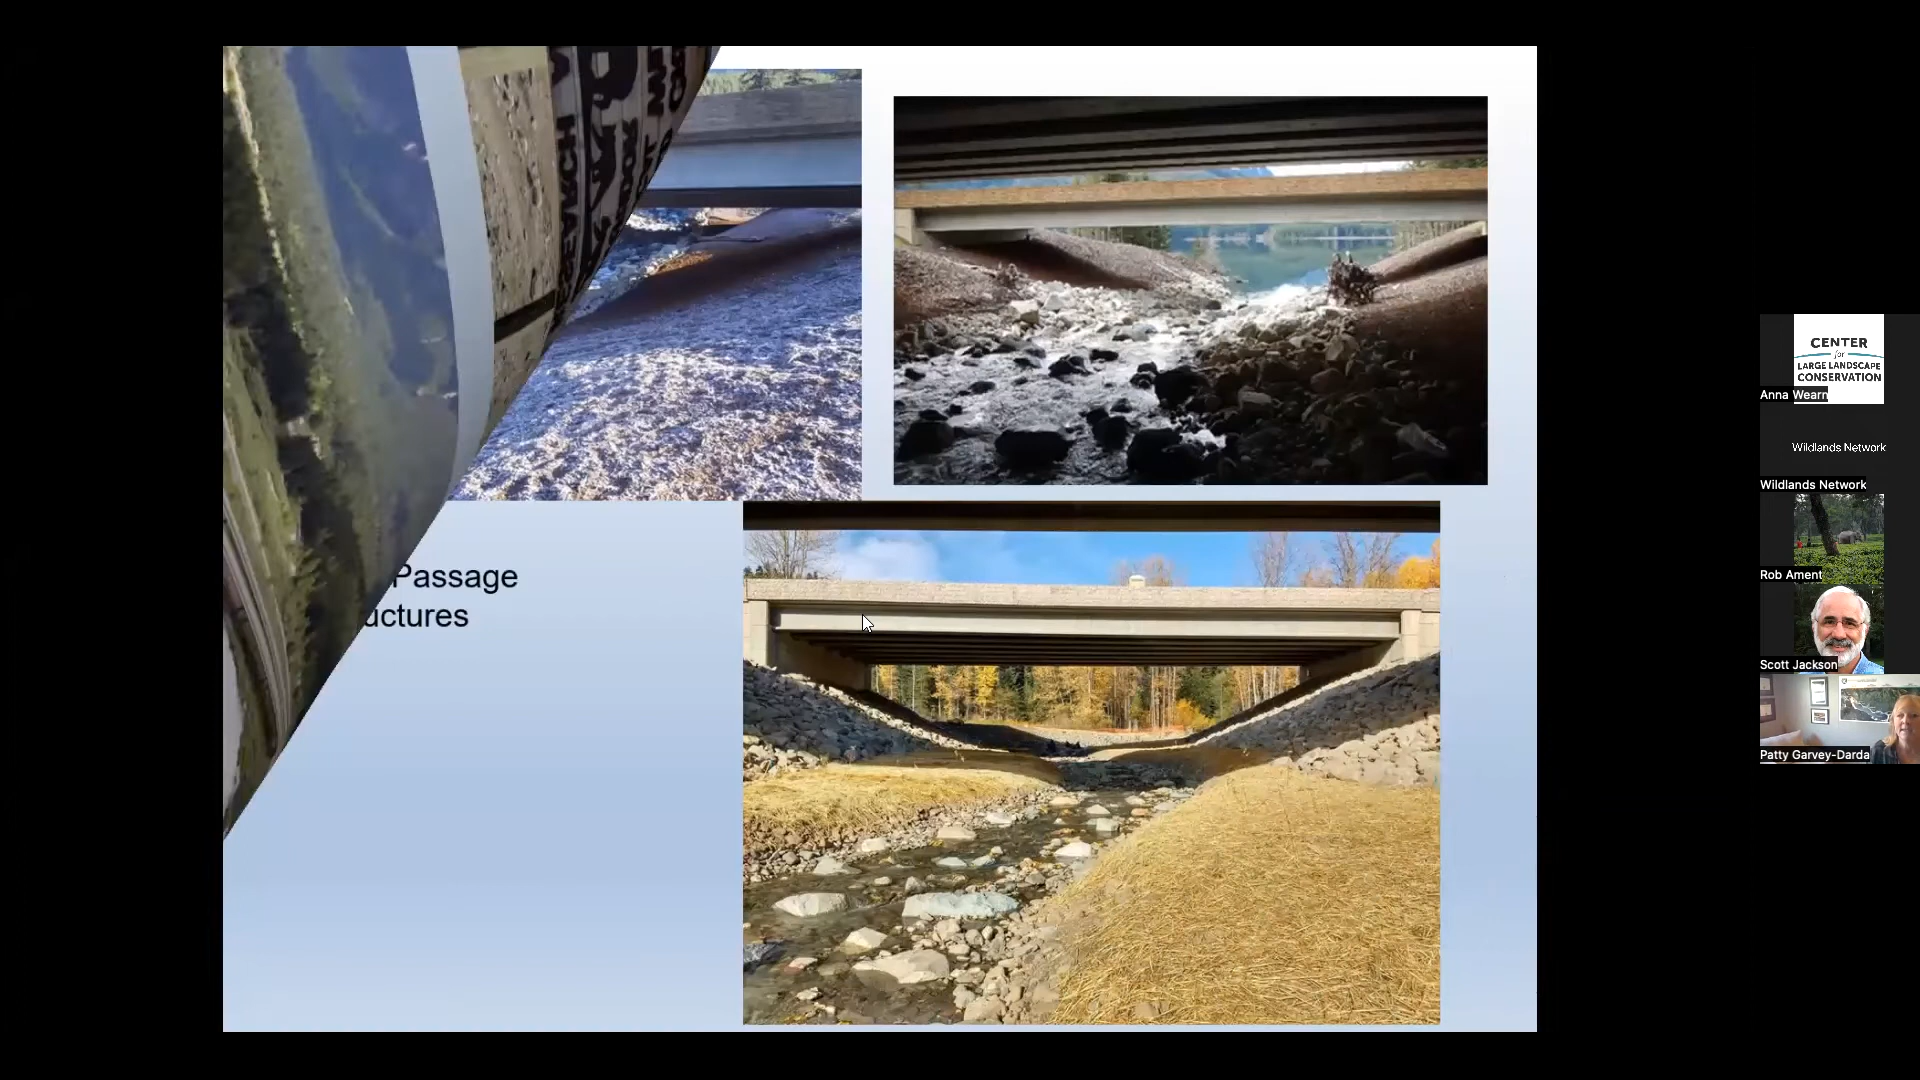 Passage
uctures
CENTER
for
LARGE LANDSCAPE
CONSERVATION
Anna Wearn
Wildlands Network
Wildlands Network
Rob Ament
Scott Jackson
Patty Garvey-Darda